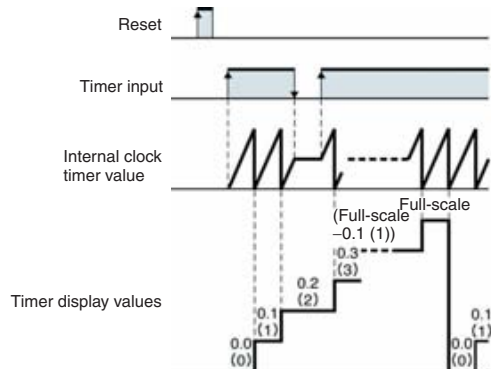 Reset
Timer input
Internal clock
timer value
Full-scale
(Full-scale
−0.1 (1))
0.3
(3)
0.2
(2)
Timer display values
0.1
(1)
0.1
(1)
0.0
(0)
0.0
(0)